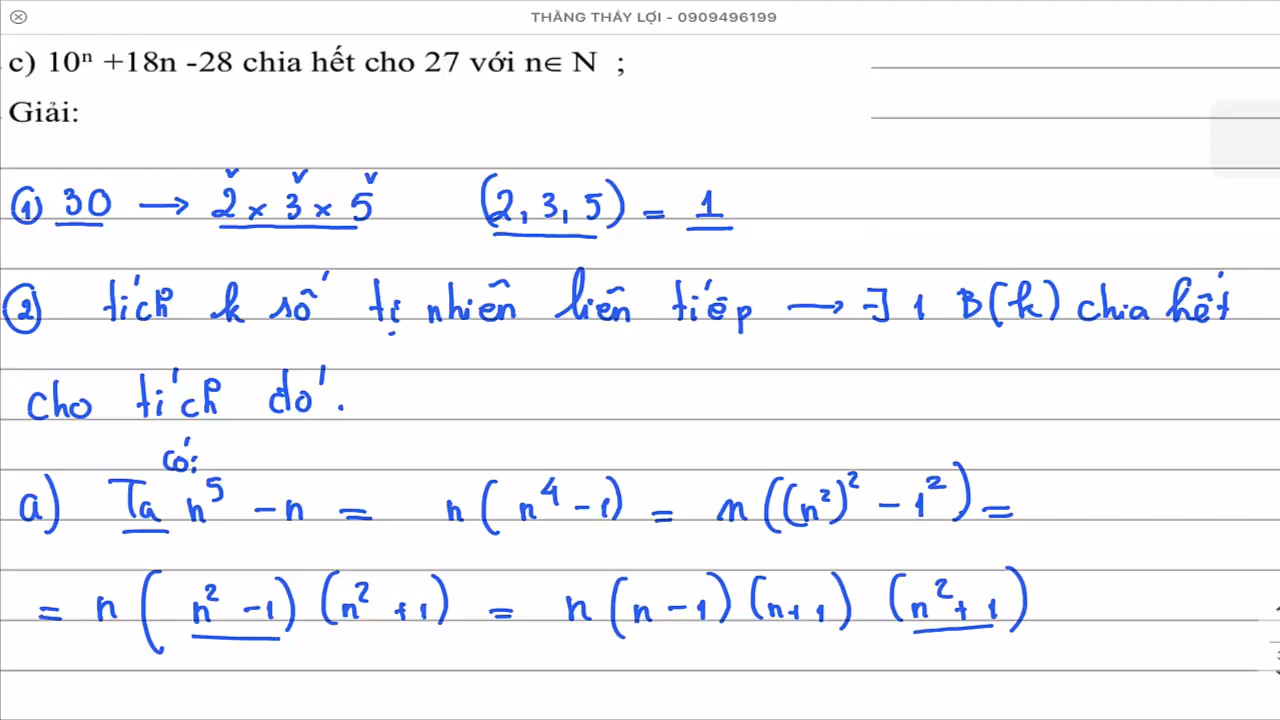 THẦNG THẦY LỢI - 0909496199
c) 10ⁿ +18n -28 chia hết cho 27 với n∈ N ;
Giải:
① 30 → 2 × 3 × 5 (2, 3, 5) = 1
② tích k số tự nhiên liên tiếp → ∃ 1 B(k) chia hết
cho tích đó.
có:
a) Ta n⁵ - n = n(n⁴ - 1) = n((n²)² - 1²) =
= n(n² - 1)(n² + 1) = n(n - 1)(n + 1)(n² + 1)